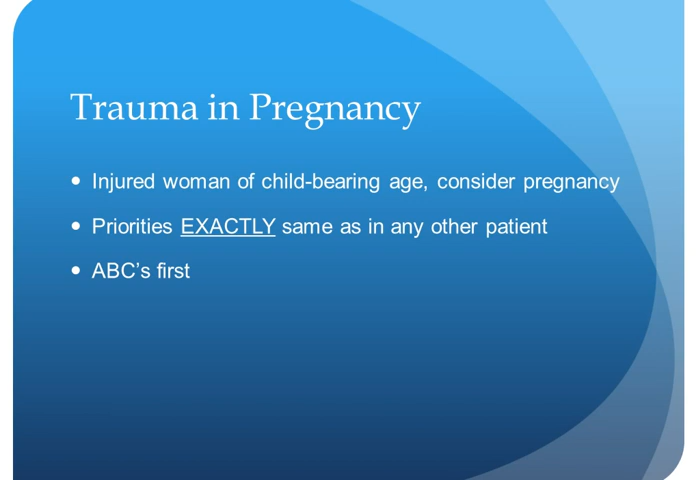 Trauma in Pregnancy
• Injured woman of child-bearing age, consider pregnancy
• Priorities EXACTLY same as in any other patient
• ABC’s first